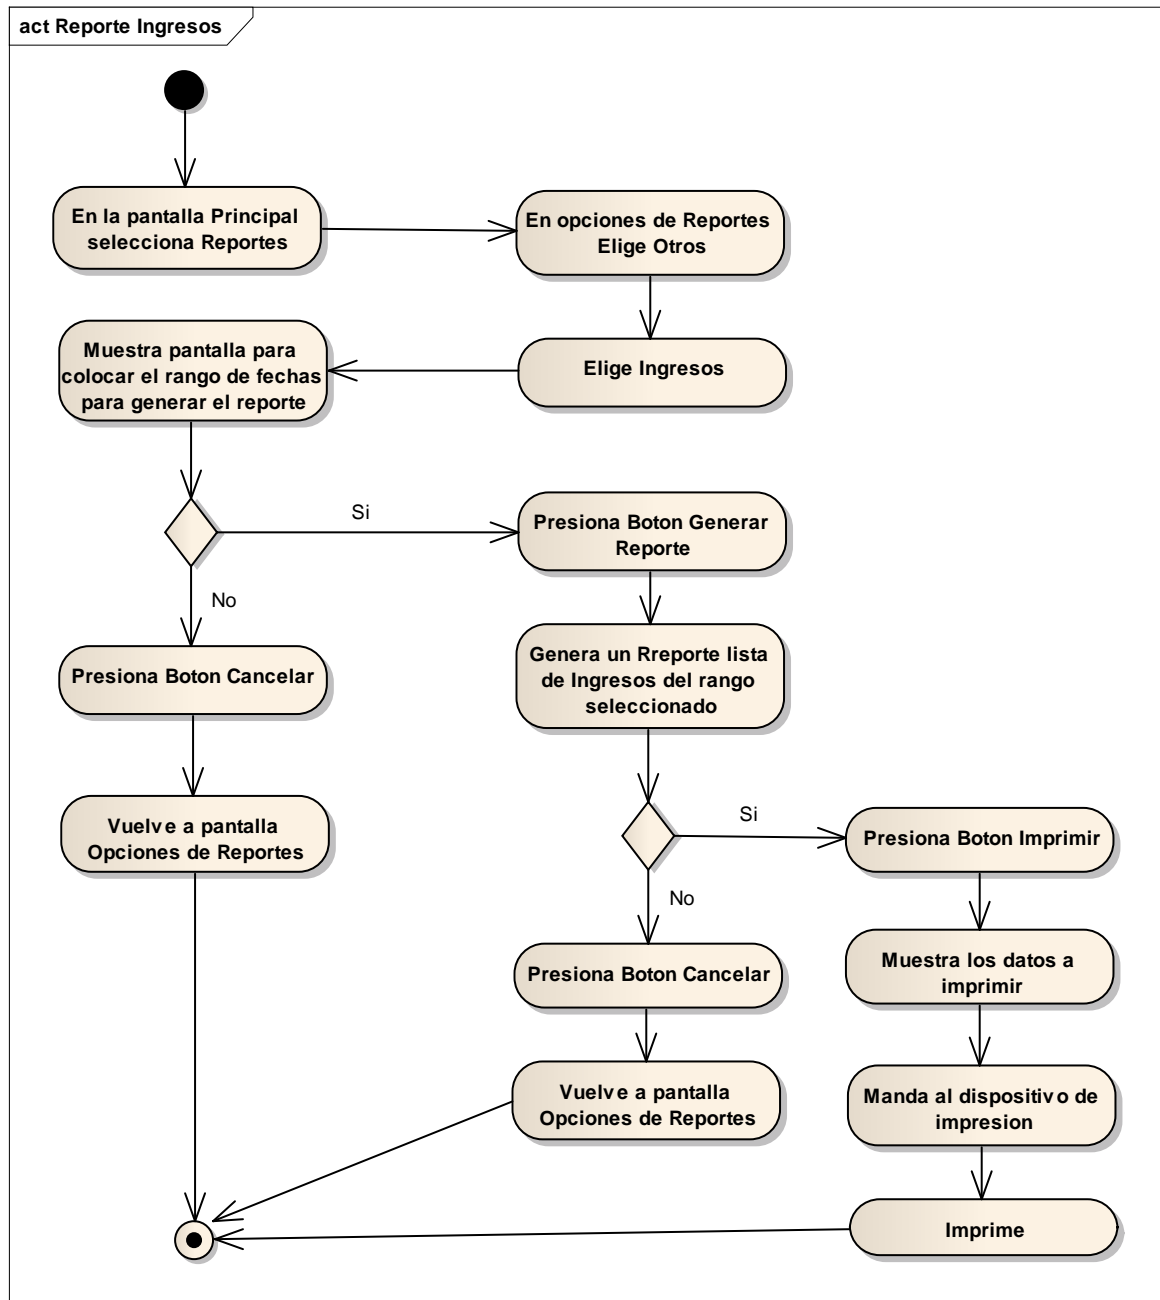 act Reporte Ingresos
En la pantalla Principal
selecciona Reportes
En opciones de Reportes
Elige Otros
Elige Ingresos
Muestra pantalla para
colocar el rango de fechas
para generar el reporte
Si
Presiona Boton Generar
Reporte
No
Presiona Boton Cancelar
Genera un Rreporte lista
de Ingresos del rango
seleccionado
Vuelve a pantalla
Opciones de Reportes
Si
Presiona Boton Imprimir
No
Presiona Boton Cancelar
Muestra los datos a
imprimir
Vuelve a pantalla
Opciones de Reportes
Manda al dispositivo de
impresion
Imprime